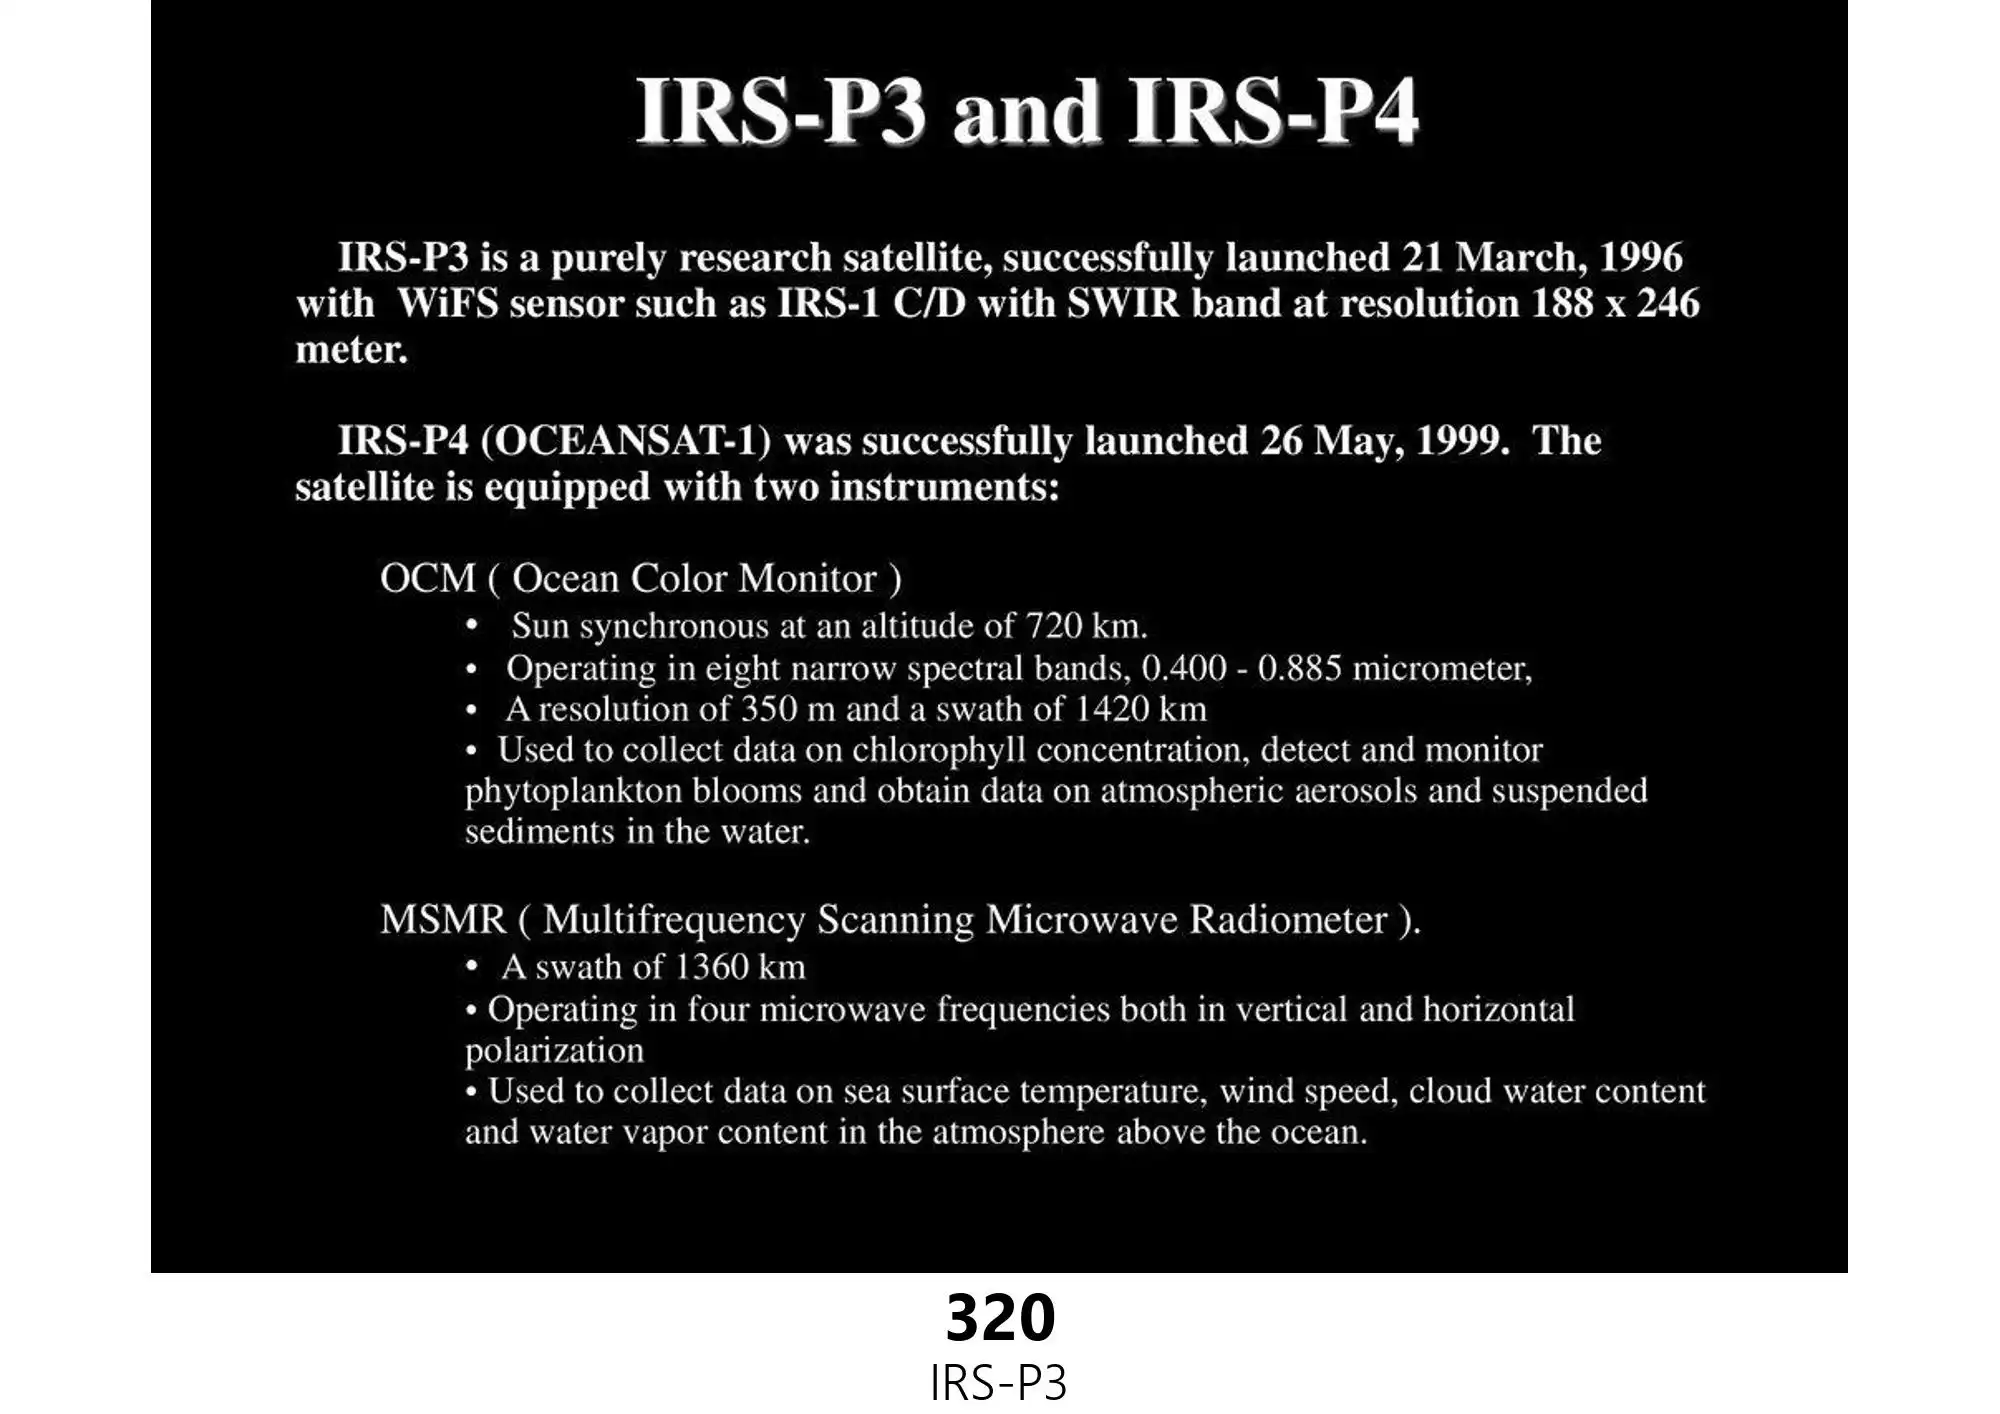 IRS-P3 and IRS-P4
IRS-P3 is a purely research satellite, successfully launched 21 March, 1996
with WiFS sensor such as IRS-1 C/D with SWIR band at resolution 188 x 246
meter.
IRS-P4 (OCEANSAT-1) was successfully launched 26 May, 1999. The
satellite is equipped with two instruments:
OCM ( Ocean Color Monitor )
• Sun synchronous at an altitude of 720 km.
• Operating in eight narrow spectral bands, 0.400 - 0.885 micrometer,
• A resolution of 350 m and a swath of 1420 km
• Used to collect data on chlorophyll concentration, detect and monitor
phytoplankton blooms and obtain data on atmospheric aerosols and suspended
sediments in the water.
MSMR ( Multifrequency Scanning Microwave Radiometer ).
• A swath of 1360 km
• Operating in four microwave frequencies both in vertical and horizontal
polarization
• Used to collect data on sea surface temperature, wind speed, cloud water content
and water vapor content in the atmosphere above the ocean.
320
IRS-P3